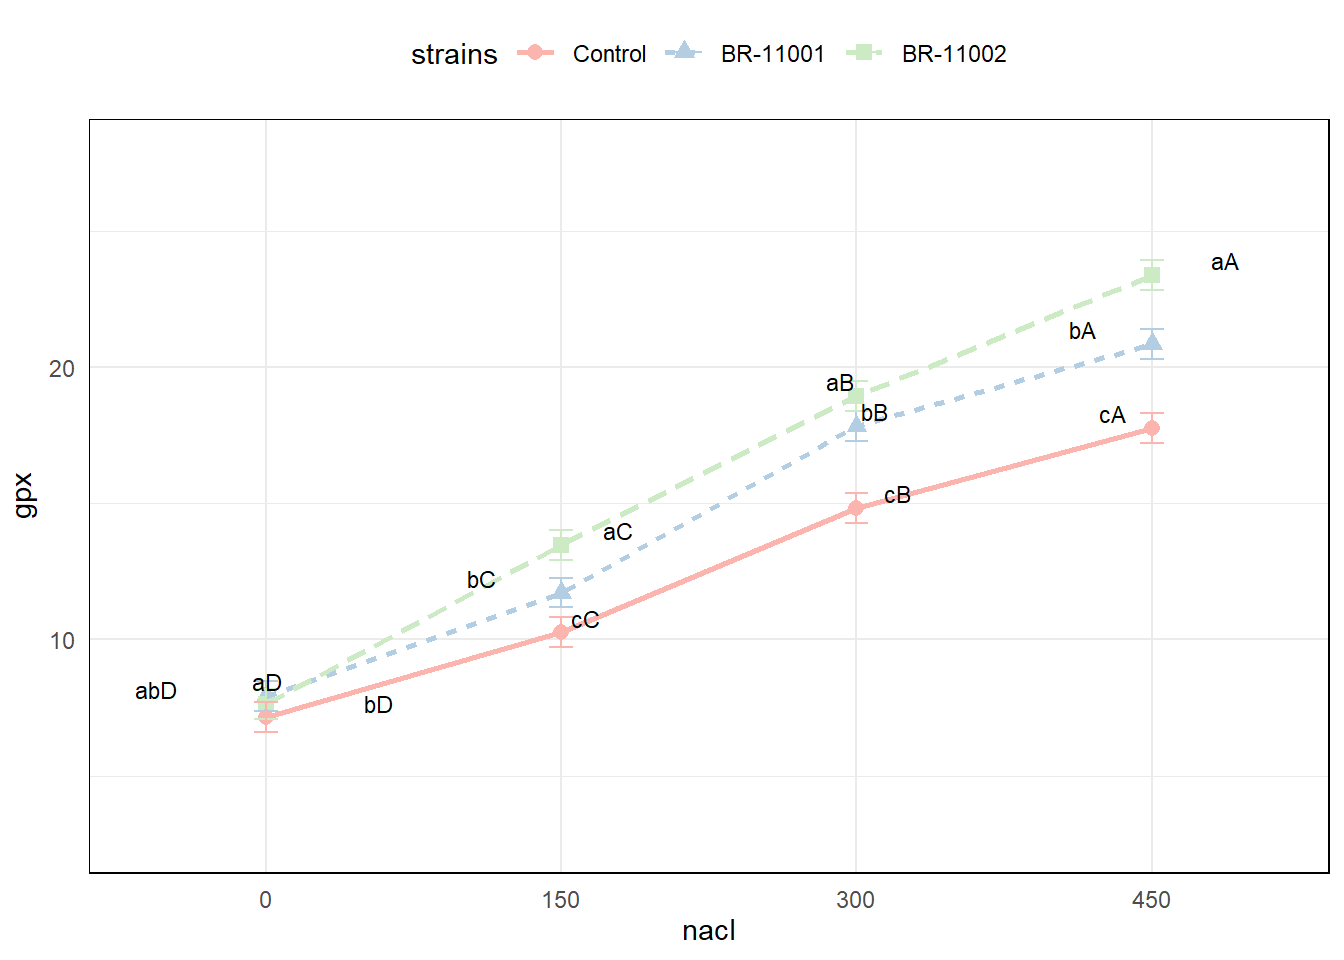 strains Control BR-11001 BR-11002
aA
bA
20
aB
bB
cA
gpx
cB
aC
bC
cC
10
aD
abD
bD
0 150 300 450
nacl